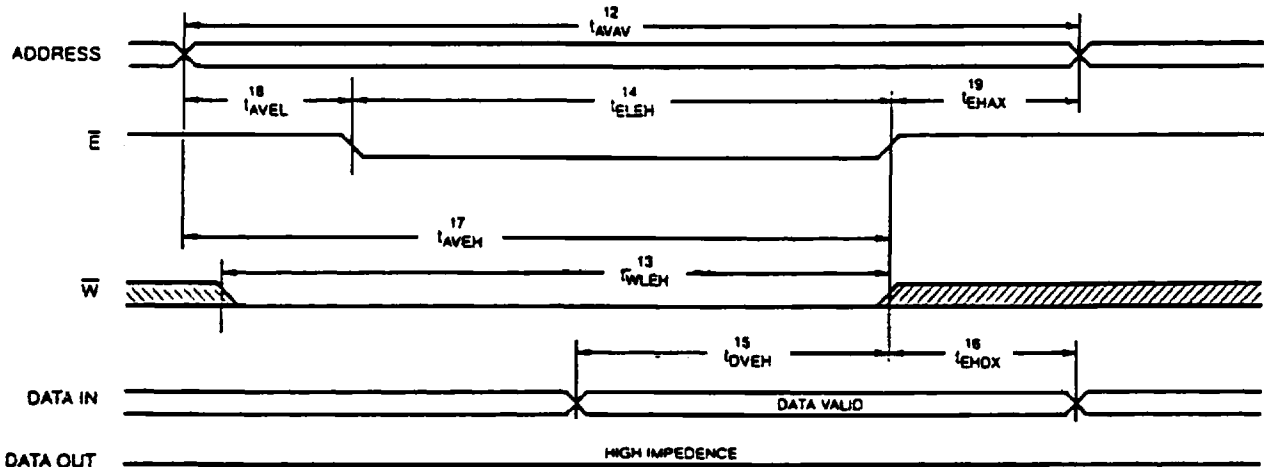 12
tAVAV
ADDRESS
18
tAVEL
14
tELEH
19
tEHAX
E
17
tAVEH
13
tWLEH
W
15
tDVEH
16
tEHDX
DATA IN
DATA VALID
DATA OUT
HIGH IMPEDENCE